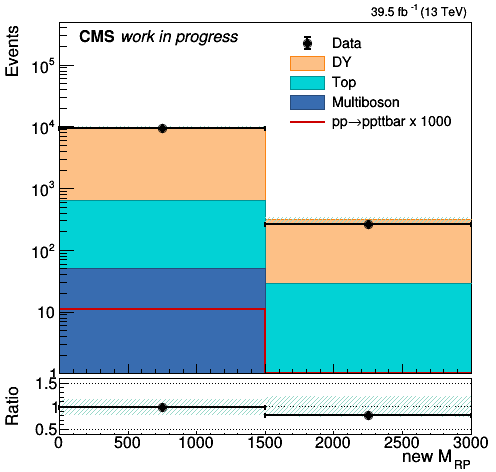 39.5 fb⁻¹ (13 TeV)
CMS work in progress
Events
Data
DY
Top
Multiboson
pp→ppttbar x 1000
10⁵
10⁴
10³
10²
10
1
Ratio
1.5
1
0.5
0 500 1000 1500 2000 2500 3000
new M_RP